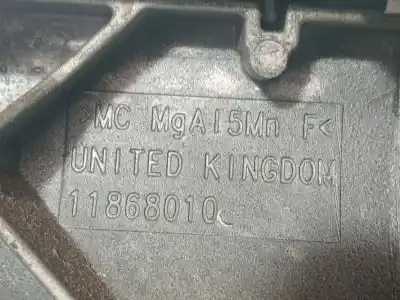 >MC MgAl5Mn F<
UNITED KINGDOM
11868010